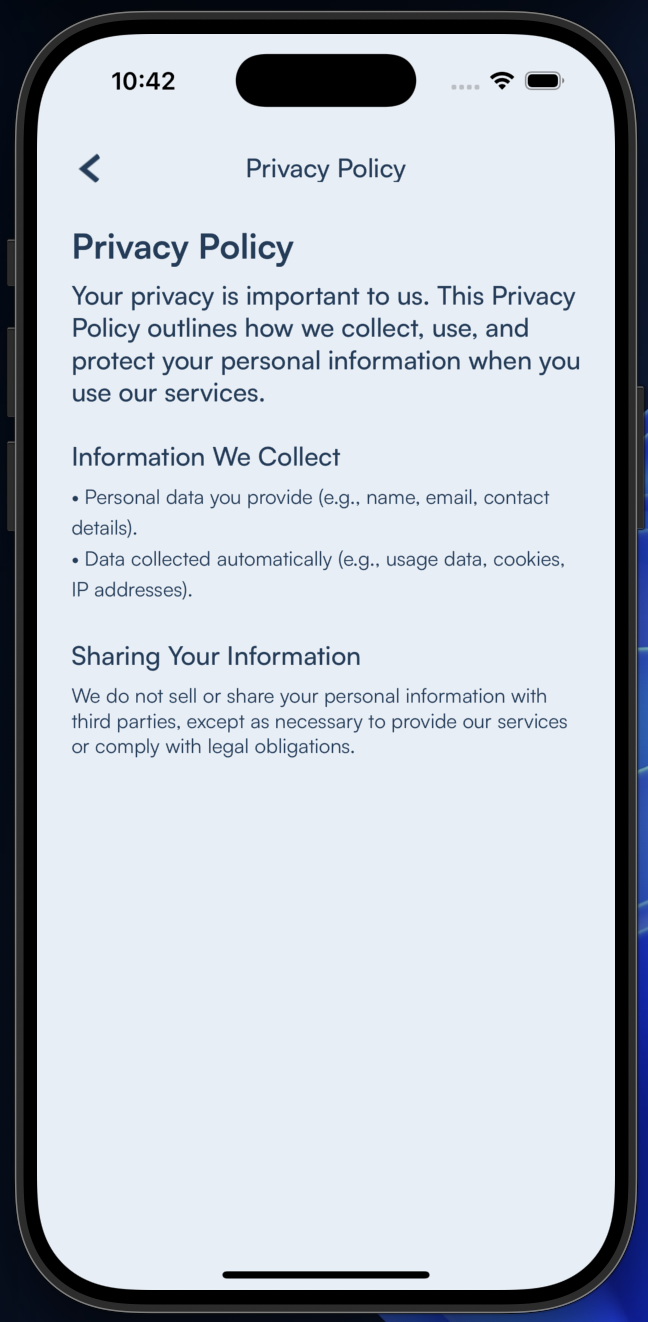 10:42
Privacy Policy
Privacy Policy
Your privacy is important to us. This Privacy
Policy outlines how we collect, use, and
protect your personal information when you
use our services.
Information We Collect
• Personal data you provide (e.g., name, email, contact
details).
• Data collected automatically (e.g., usage data, cookies,
IP addresses).
Sharing Your Information
We do not sell or share your personal information with
third parties, except as necessary to provide our services
or comply with legal obligations.